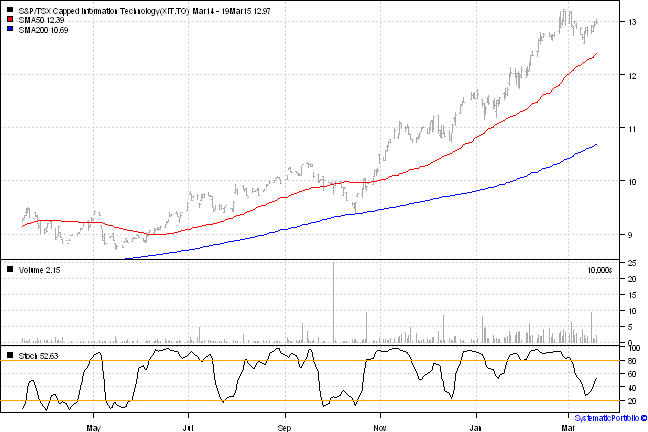 S&P/TSX Capped Information Technology(XIT.TO) Mar14 - 19Mar15 12.97
SMA50 12.39
SMA200 10.69
13
12
11
10
9
Volume 2.15
10,000s
25
20
15
10
5
0
Stoch 52.63
100
80
60
40
20
May
Jul
Sep
Nov
Jan
Mar
SystematicPortfolio ©